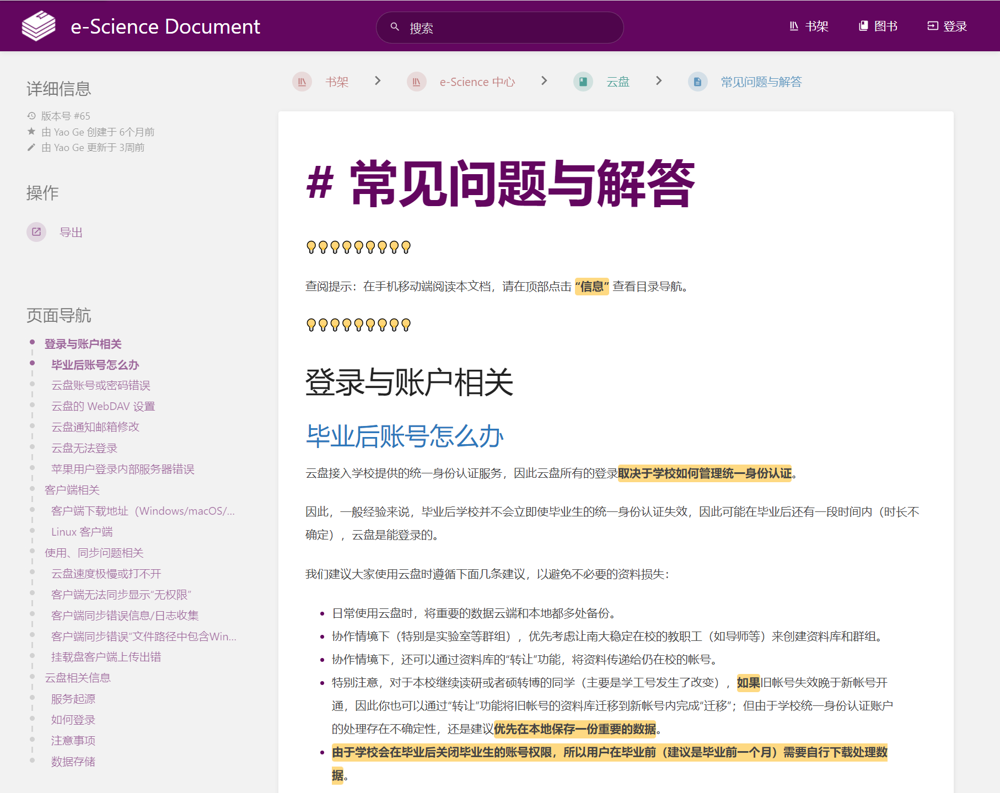 e-Science Document
搜索
书架
图书
登录
详细信息
版本号 #65
由 Yao Ge 创建于 6个月前
由 Yao Ge 更新于 3周前
操作
导出
页面导航
登录与账户相关
毕业后账号怎么办
云盘账号或密码错误
云盘的 WebDAV 设置
云盘通知邮箱修改
云盘无法登录
苹果用户登录内部服务器错误
客户端相关
客户端下载地址（Windows/macOS/...
Linux 客户端
使用、同步问题相关
云盘速度极慢或打不开
客户端无法同步显示“无权限”
客户端同步错误信息/日志收集
客户端同步错误“文件路径中包含Win...
挂载盘客户端上传出错
云盘相关信息
服务起源
如何登录
注意事项
数据存储
书架
e-Science 中心
云盘
常见问题与解答
# 常见问题与解答
💡💡💡💡💡💡💡💡💡
查阅提示：在手机移动端阅读本文档，请在顶部点击 “信息” 查看目录导航。
💡💡💡💡💡💡💡💡💡
登录与账户相关
毕业后账号怎么办
云盘接入学校提供的统一身份认证服务，因此云盘所有的登录取决于学校如何管理统一身份认证。
因此，一般经验来说，毕业后学校并不会立即使毕业生的统一身份认证失效，因此可能在毕业后还有一段时间内（时长不
确定），云盘是能登录的。
我们建议大家使用云盘时遵循下面几条建议，以避免不必要的资料损失：
• 日常使用云盘时，将重要的数据云端和本地都多处备份。
• 协作情境下（特别是实验室等群组），优先考虑让南大稳定在校的教职工（如导师等）来创建资料库和群组。
• 协作情境下，还可以通过资料库的“转让”功能，将资料传递给仍在校的帐号。
• 特别注意，对于本校继续读研或者硕转博的同学（主要是学工号发生了改变），如果旧帐号失效晚于新帐号开
通，因此你也可以通过“转让”功能将旧帐号的资料库迁移到新帐号内完成“迁移”；但由于学校统一身份认证账户
的处理存在不确定性，还是建议优先在本地保存一份重要的数据。
• 由于学校会在毕业后关闭毕业生的账号权限，所以用户在毕业前（建议是毕业前一个月）需要自行下载处理数
据。